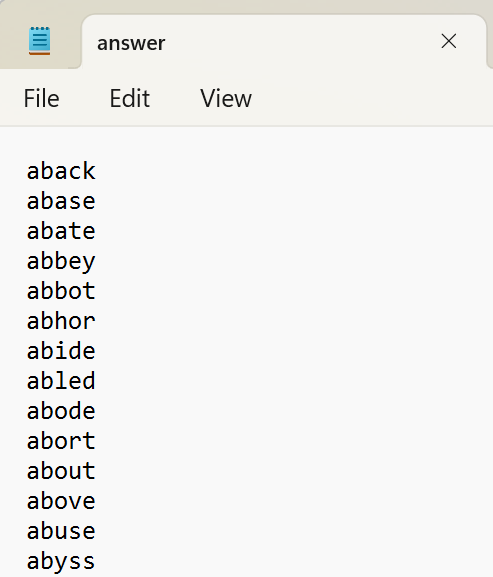 answer
File Edit View
aback
abase
abate
abbey
abbot
abhor
abide
abled
abode
abort
about
above
abuse
abyss